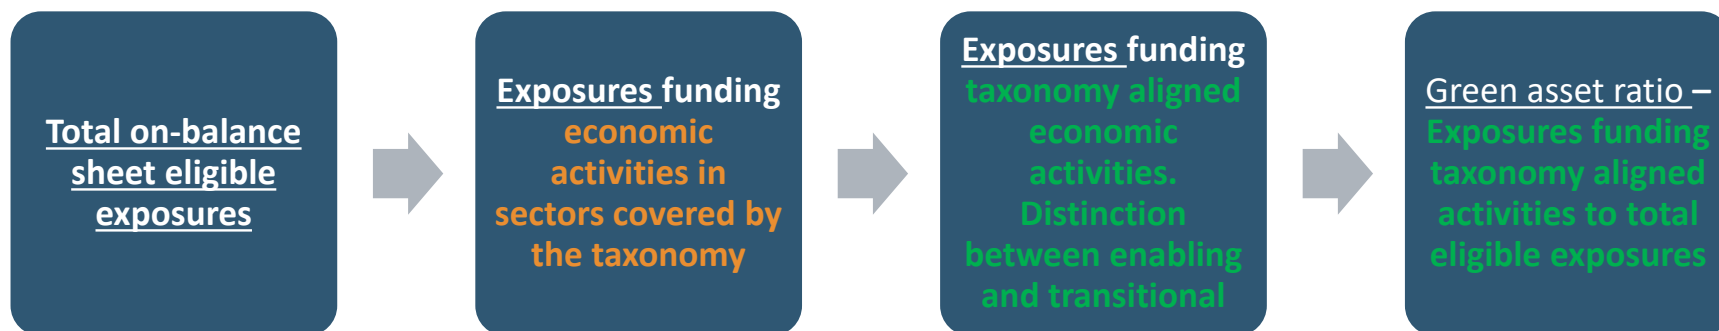 Total on-balance
sheet eligible
exposures
Exposures funding
economic
activities in
sectors covered by
the taxonomy
Exposures funding
taxonomy aligned
economic
activities.
Distinction
between enabling
and transitional
Green asset ratio –
Exposures funding
taxonomy aligned
activities to total
eligible exposures